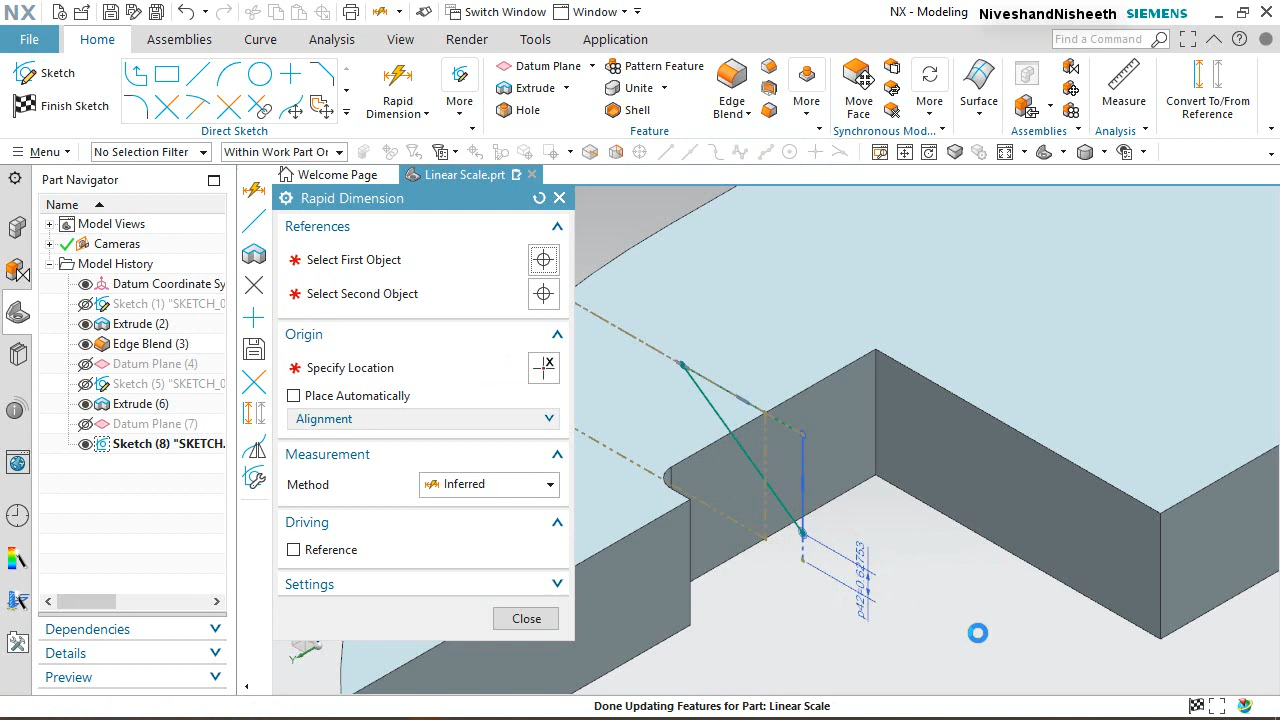 NX
Switch Window
Window
NX - Modeling
NiveshandNisheeth
SIEMENS
File
Home
Assemblies
Curve
Analysis
View
Render
Tools
Application
Find a Command
Sketch
Finish Sketch
Direct Sketch
Rapid
Dimension
More
Datum Plane
Extrude
Hole
Pattern Feature
Unite
Shell
Edge
Blend
More
Feature
Move
Face
More
Synchronous Mod...
Surface
Assemblies
Measure
Analysis
Convert To/From
Reference
Menu
No Selection Filter
Within Work Part On
Part Navigator
Name
Model Views
Cameras
Model History
Datum Coordinate Sy
Sketch (1) "SKETCH_0
Extrude (2)
Edge Blend (3)
Datum Plane (4)
Sketch (5) "SKETCH_0
Extrude (6)
Datum Plane (7)
Sketch (8) "SKETCH.
Dependencies
Details
Preview
Welcome Page
Linear Scale.prt
Rapid Dimension
References
Select First Object
Select Second Object
Origin
Specify Location
X
Place Automatically
Alignment
Measurement
Method
Inferred
Driving
Reference
Settings
Close
p42=0.62753
Y
Done Updating Features for Part: Linear Scale